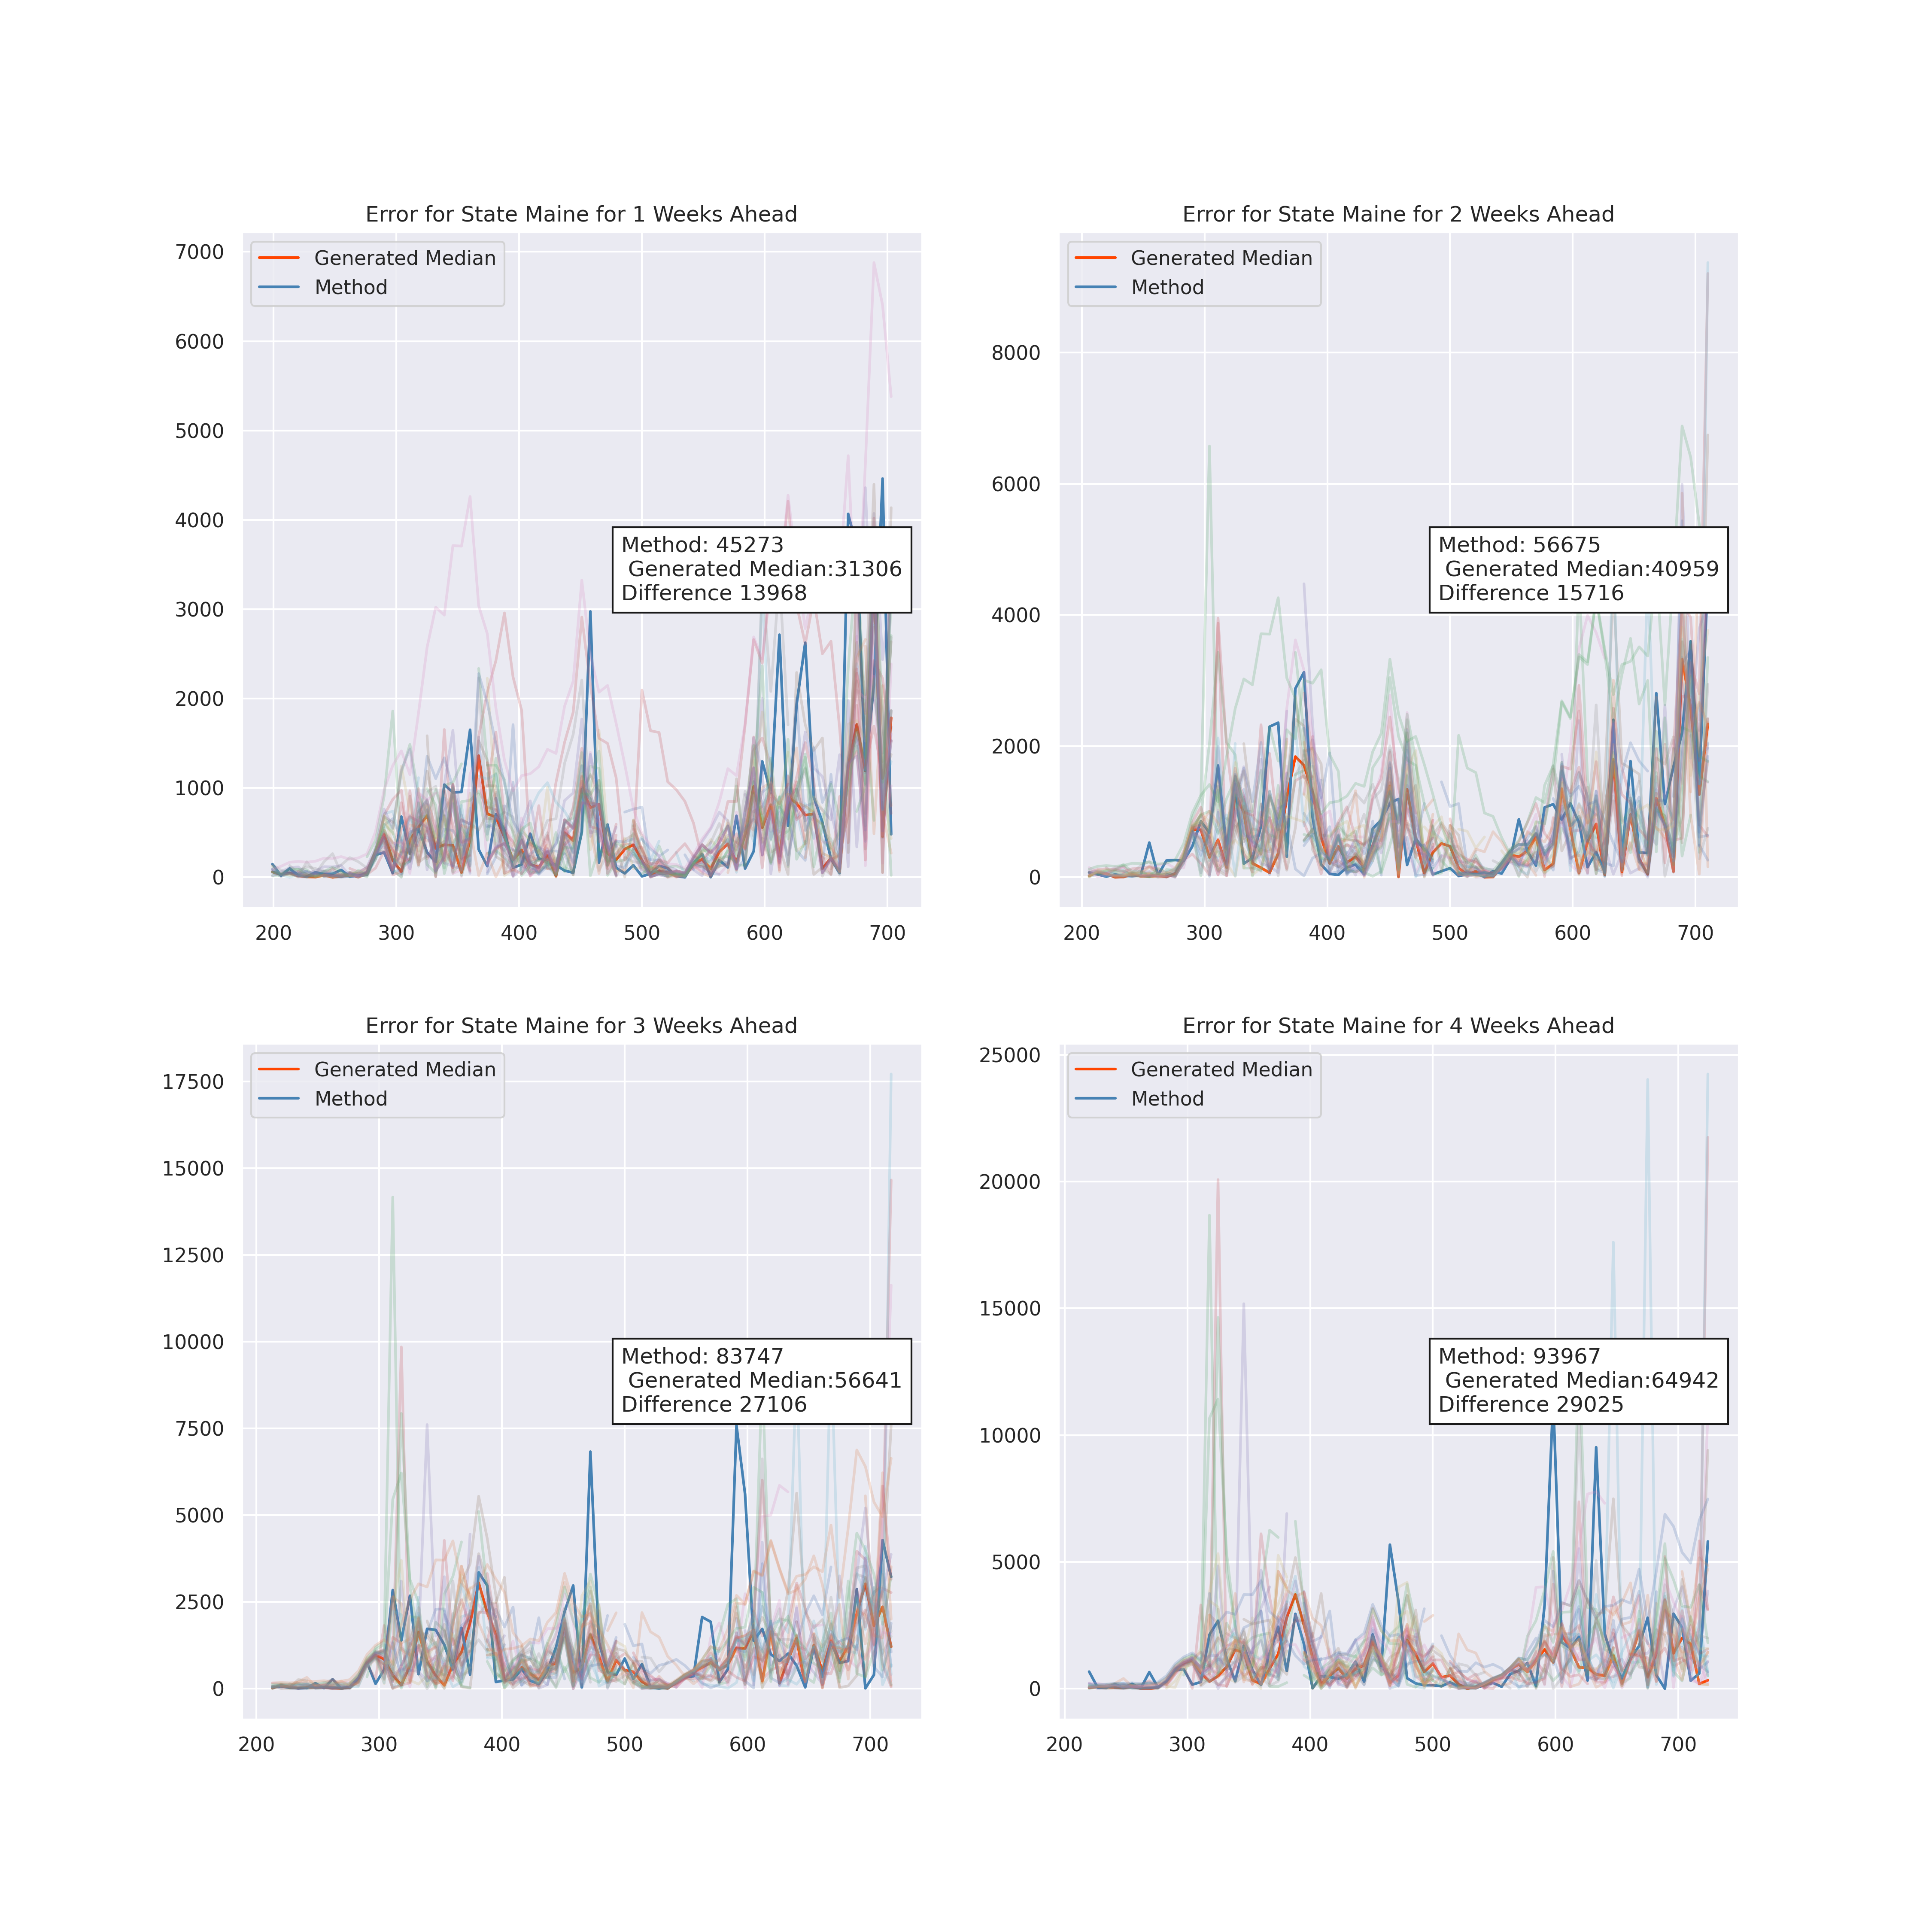 Error for State Maine for 1 Weeks Ahead
7000
6000
5000
4000
3000
2000
1000
0
200 300 400 500 600 700
Generated Median
Method
Method: 45273
Generated Median:31306
Difference 13968
Error for State Maine for 2 Weeks Ahead
8000
6000
4000
2000
0
200 300 400 500 600 700
Generated Median
Method
Method: 56675
Generated Median:40959
Difference 15716
Error for State Maine for 3 Weeks Ahead
17500
15000
12500
10000
7500
5000
2500
0
200 300 400 500 600 700
Generated Median
Method
Method: 83747
Generated Median:56641
Difference 27106
Error for State Maine for 4 Weeks Ahead
25000
20000
15000
10000
5000
0
200 300 400 500 600 700
Generated Median
Method
Method: 93967
Generated Median:64942
Difference 29025